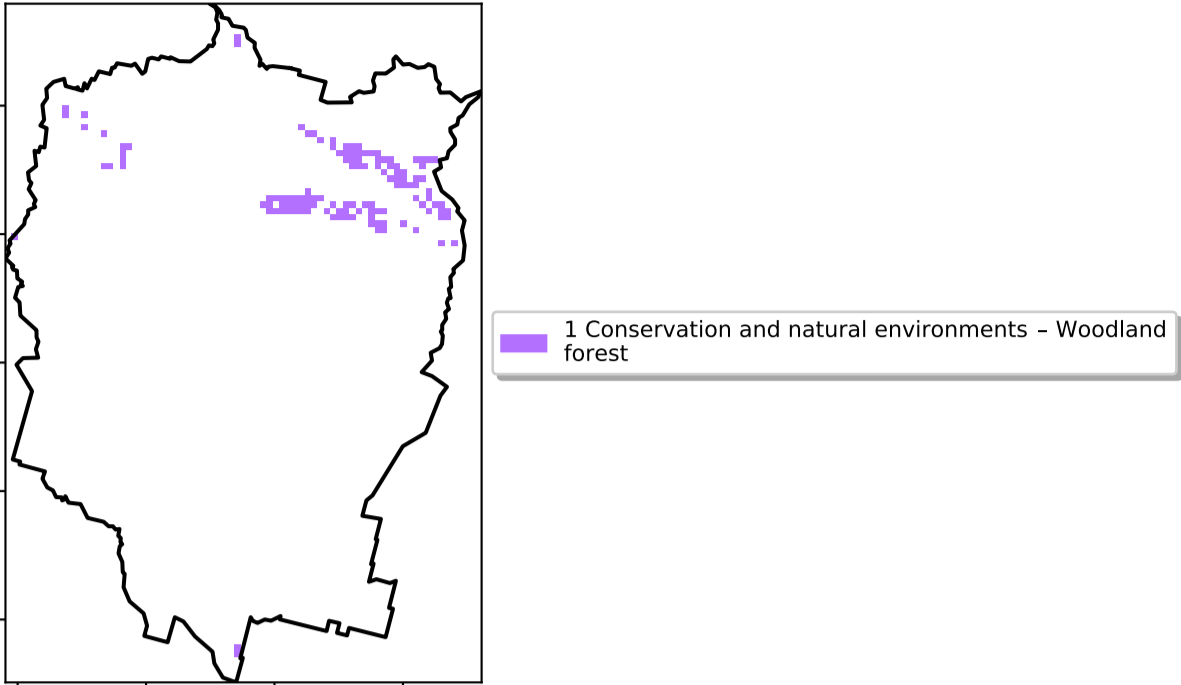 1 Conservation and natural environments – Woodland
forest